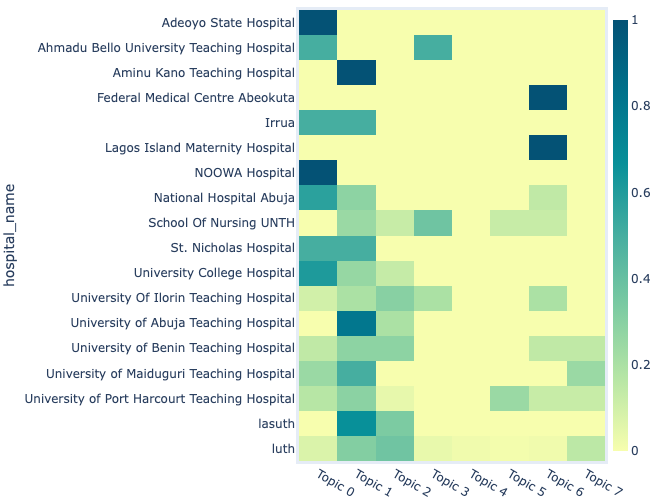 Adeoyo State Hospital
Ahmadu Bello University Teaching Hospital
Aminu Kano Teaching Hospital
Federal Medical Centre Abeokuta
Irrua
Lagos Island Maternity Hospital
NOOWA Hospital
National Hospital Abuja
School Of Nursing UNTH
St. Nicholas Hospital
University College Hospital
University Of Ilorin Teaching Hospital
University of Abuja Teaching Hospital
University of Benin Teaching Hospital
University of Maiduguri Teaching Hospital
University of Port Harcourt Teaching Hospital
lasuth
luth
hospital_name
Topic 0
Topic 1
Topic 2
Topic 3
Topic 4
Topic 5
Topic 6
Topic 7
1
0.8
0.6
0.4
0.2
0